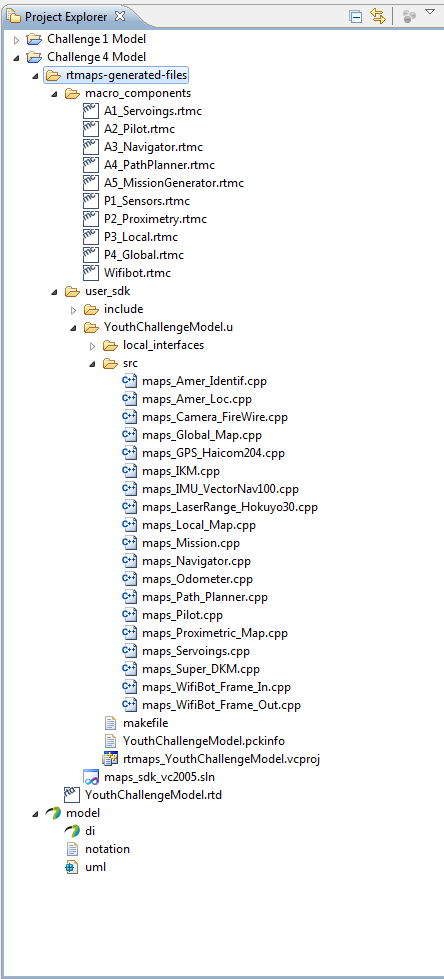 Project Explorer
Challenge 1 Model
Challenge 4 Model
rtmaps-generated-files
macro_components
A1_Servoings.rtmc
A2_Pilot.rtmc
A3_Navigator.rtmc
A4_PathPlanner.rtmc
A5_MissionGenerator.rtmc
P1_Sensors.rtmc
P2_Proximetry.rtmc
P3_Local.rtmc
P4_Global.rtmc
Wifibot.rtmc
user_sdk
include
YouthChallengeModel.u
local_interfaces
src
maps_Amer_Identif.cpp
maps_Amer_Loc.cpp
maps_Camera_FireWire.cpp
maps_Global_Map.cpp
maps_GPS_Haicom204.cpp
maps_IKM.cpp
maps_IMU_VectorNav100.cpp
maps_LaserRange_Hokuyo30.cpp
maps_Local_Map.cpp
maps_Mission.cpp
maps_Navigator.cpp
maps_Odometer.cpp
maps_Path_Planner.cpp
maps_Pilot.cpp
maps_Proximetric_Map.cpp
maps_Servoings.cpp
maps_Super_DKM.cpp
maps_WifiBot_Frame_In.cpp
maps_WifiBot_Frame_Out.cpp
makefile
YouthChallengeModel.pckinfo
rtmaps_YouthChallengeModel.vcproj
maps_sdk_vc2005.sln
YouthChallengeModel.rtd
model
di
notation
uml